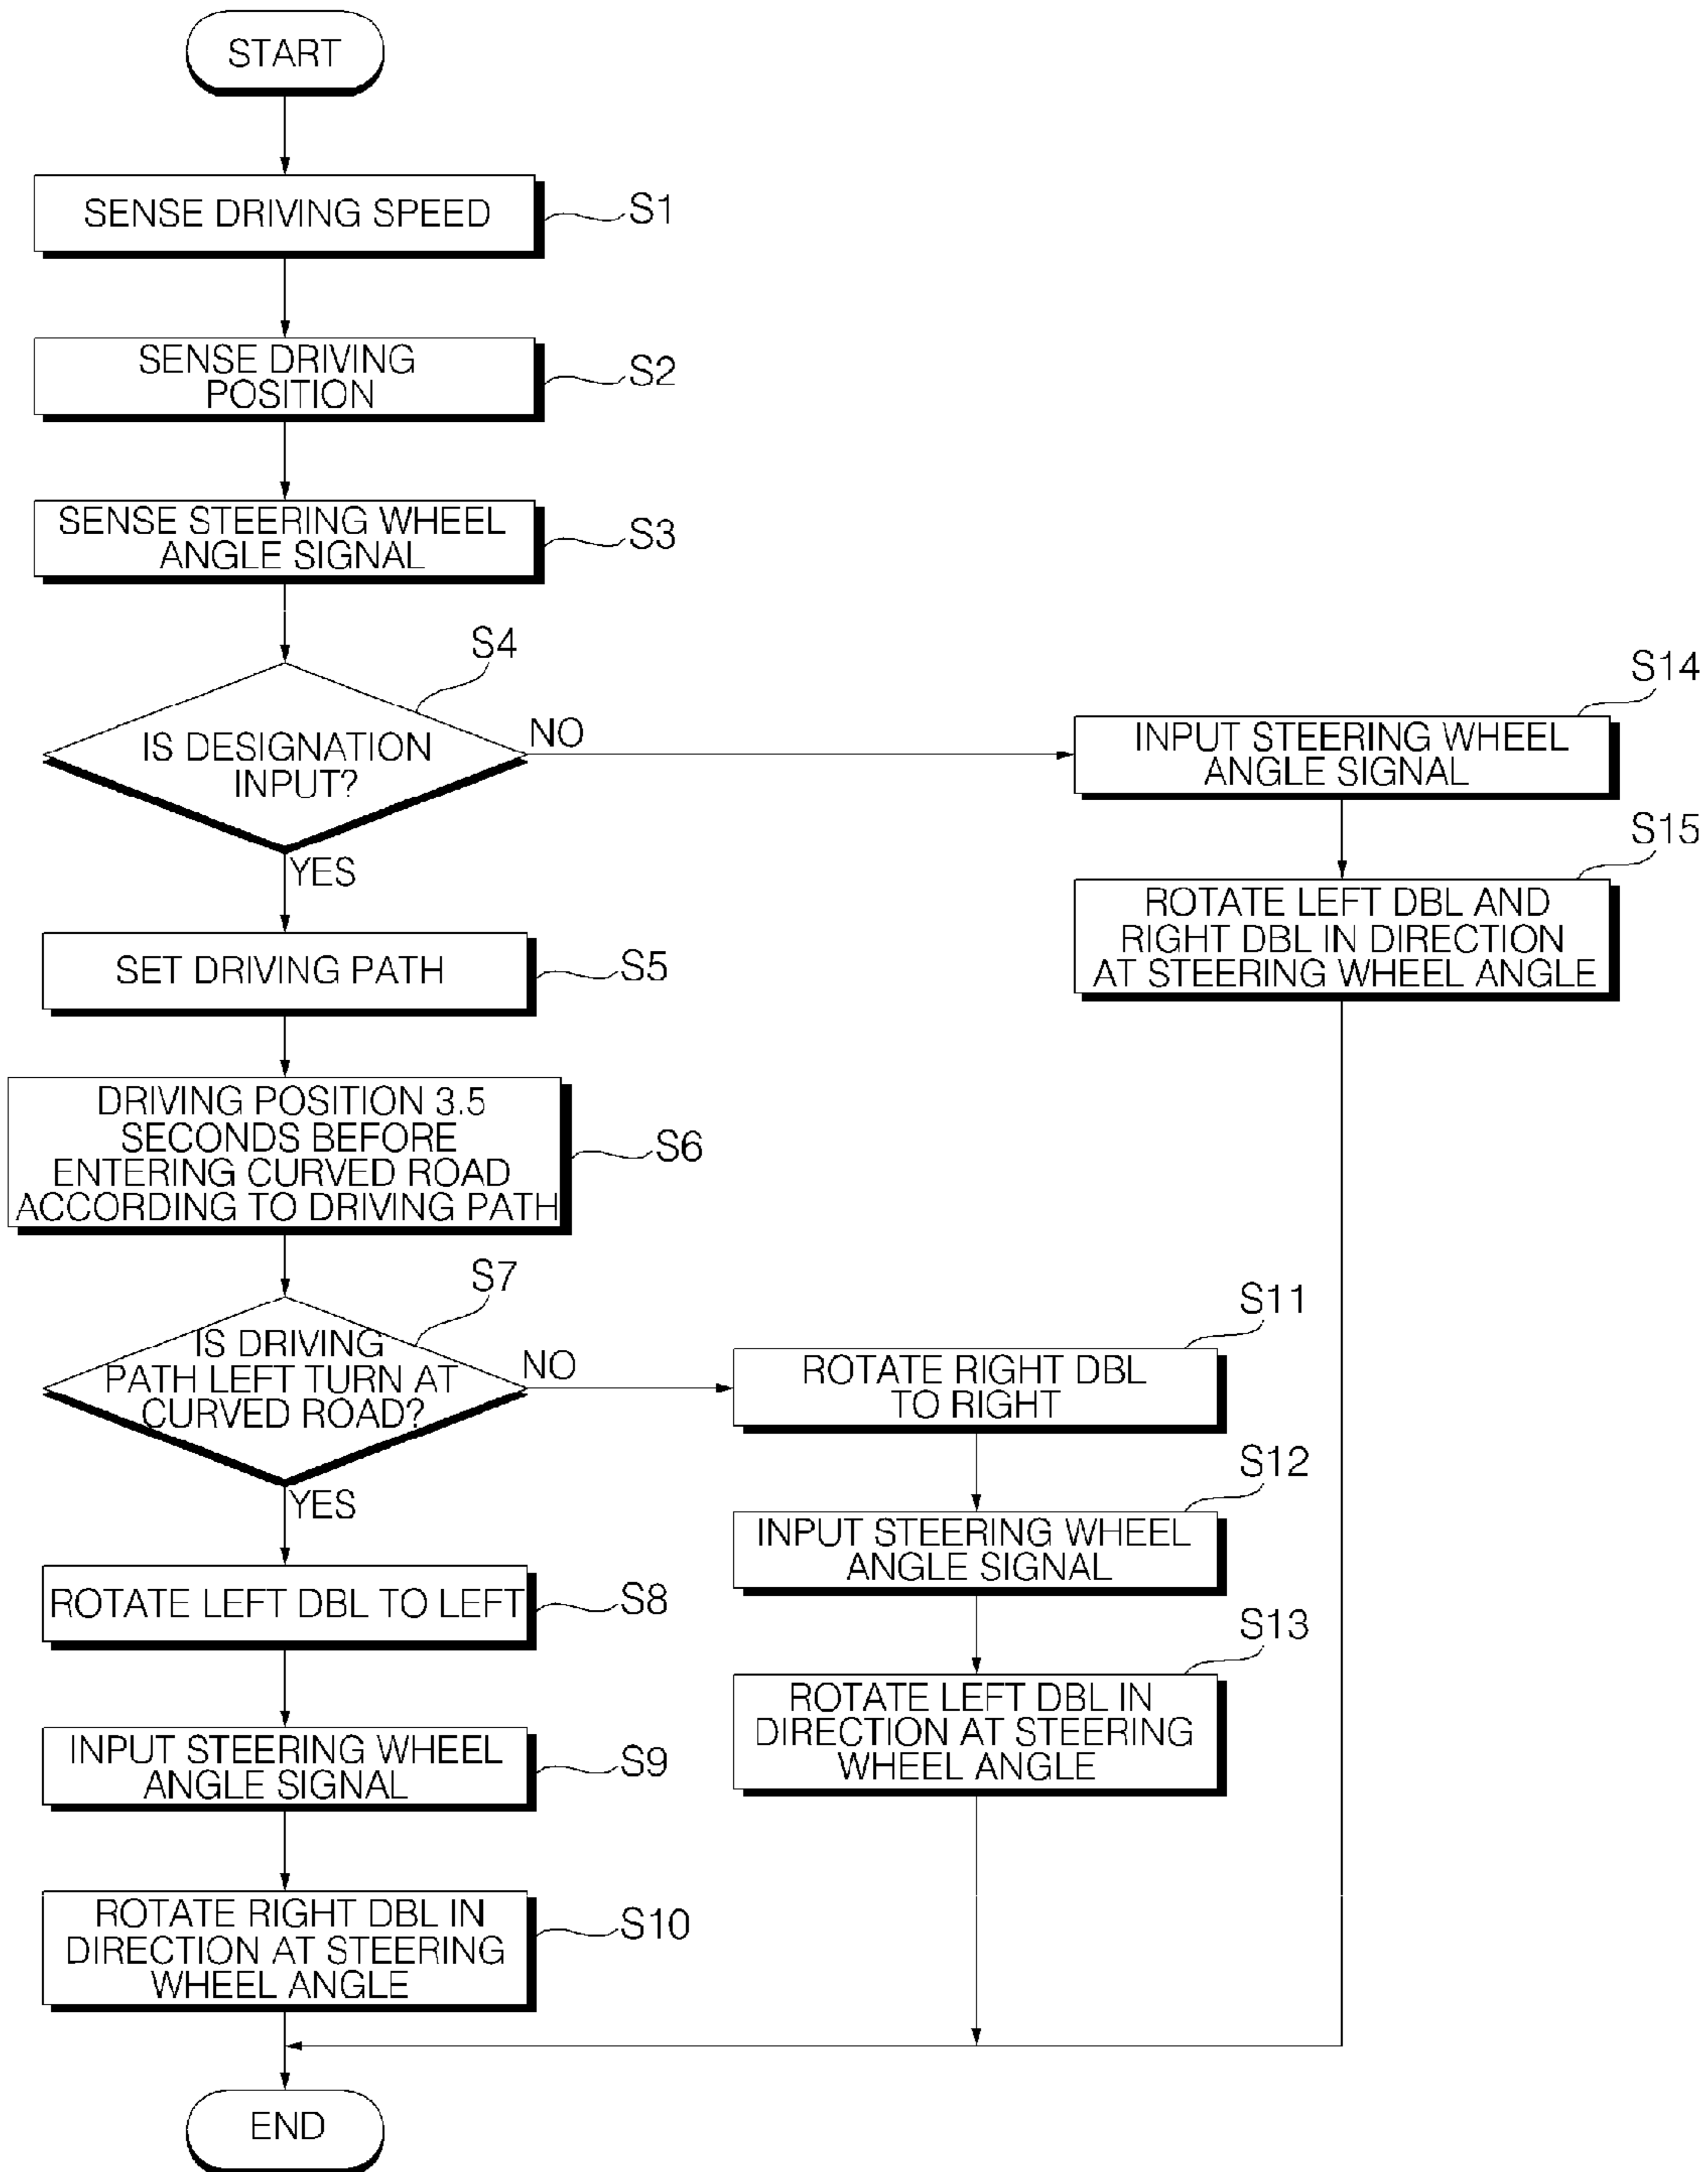 START
SENSE DRIVING SPEED
S1
SENSE DRIVING
POSITION
S2
SENSE STEERING WHEEL
ANGLE SIGNAL
S3
S4
IS DESIGNATION
INPUT?
NO
YES
S14
INPUT STEERING WHEEL
ANGLE SIGNAL
S15
ROTATE LEFT DBL AND
RIGHT DBL IN DIRECTION
AT STEERING WHEEL ANGLE
SET DRIVING PATH
S5
DRIVING POSITION 3.5
SECONDS BEFORE
ENTERING CURVED ROAD
ACCORDING TO DRIVING PATH
S6
S7
IS DRIVING
PATH LEFT TURN AT
CURVED ROAD?
NO
YES
S11
ROTATE RIGHT DBL
TO RIGHT
S12
INPUT STEERING WHEEL
ANGLE SIGNAL
S13
ROTATE LEFT DBL IN
DIRECTION AT STEERING
WHEEL ANGLE
ROTATE LEFT DBL TO LEFT
S8
INPUT STEERING WHEEL
ANGLE SIGNAL
S9
ROTATE RIGHT DBL IN
DIRECTION AT STEERING
WHEEL ANGLE
S10
END